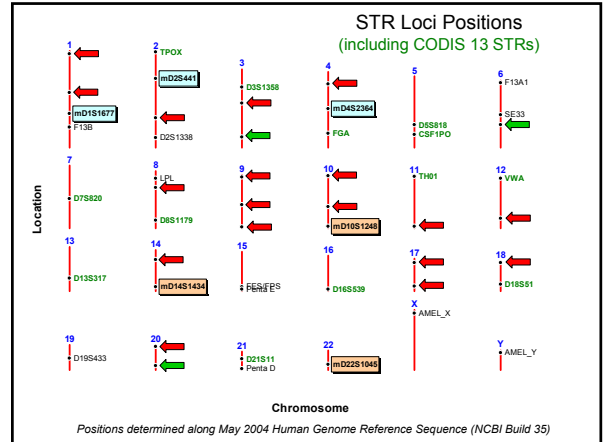 STR Loci Positions
(including CODIS 13 STRs)
1
2
3
4
5
6
TPOX
F13A1
mD2S441
D3S1358
mD4S2364
mD1S1677
SE33
F13B
D2S1338
FGA
D5S818
CSF1PO
7
8
9
10
11
12
LPL
TH01
VWA
D7S820
D8S1179
mD10S1248
Location
13
14
15
16
17
18
D13S317
mD14S1434
FES/FPS
Penta E
D16S539
D18S51
X
AMEL_X
19
20
21
22
Y
D19S433
D21S11
Penta D
mD22S1045
AMEL_Y
Chromosome
Positions determined along May 2004 Human Genome Reference Sequence (NCBI Build 35)